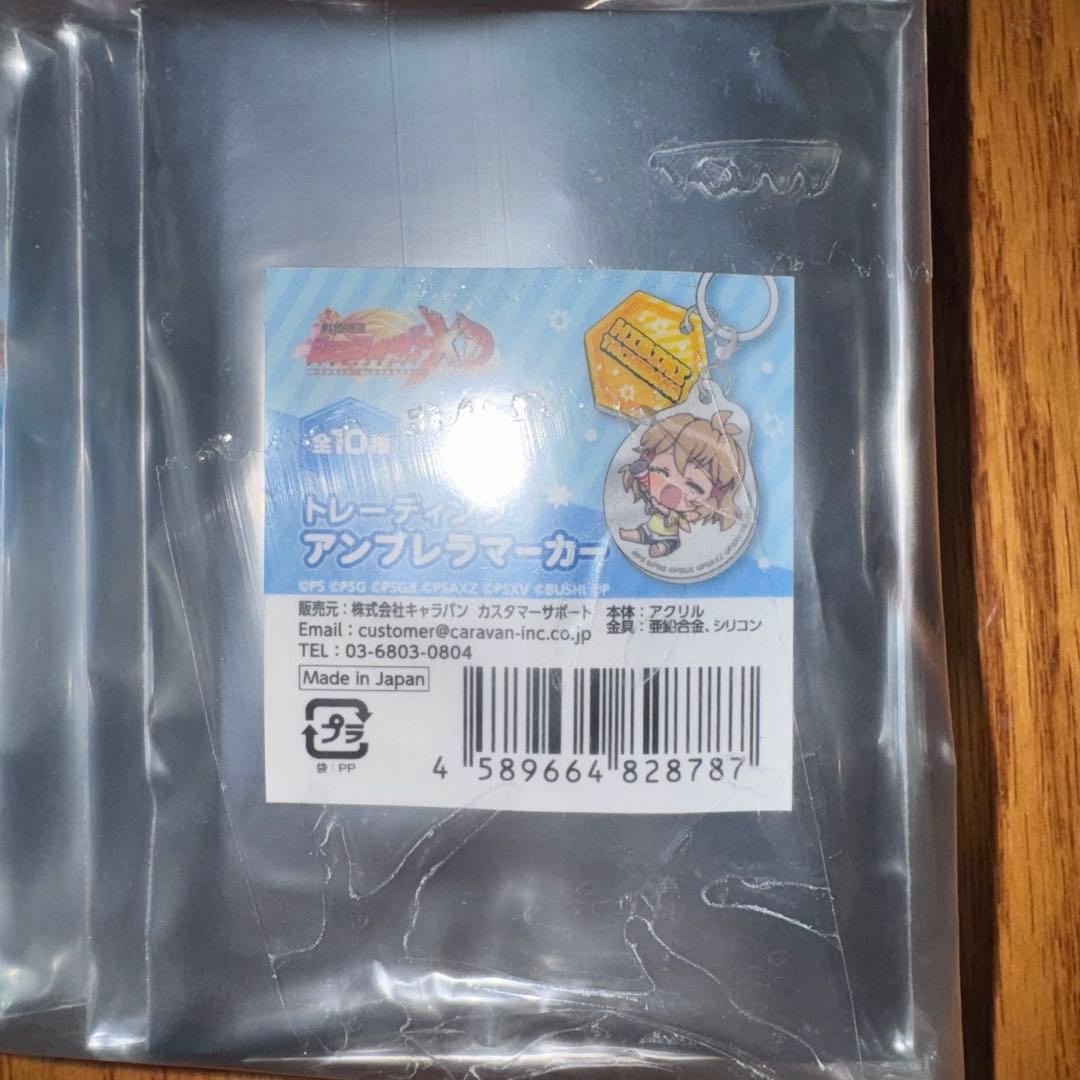 全10種
トレーディング
アンブレラマーカー
HIBIKI
TACHIBANA
©PS ©PSG ©PSGX ©PSAXZ ©PSXV ©BUSHI
販売元：株式会社キャラバン カスタマーサポート
Email：customer@caravan-inc.co.jp
TEL：03-6803-0804
本体：アクリル
金具：亜鉛合金、シリコン
Made in Japan
プラ
袋：PP
4 589664 828787